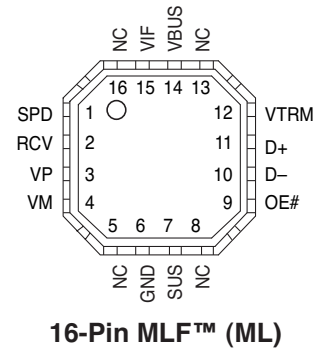 NC VIF VBUS NC
16 15 14 13
SPD 1 12 VTRM
RCV 2 11 D+
VP 3 10 D–
VM 4 9 OE#
5 6 7 8
NC GND SUS NC
16-Pin MLF™ (ML)